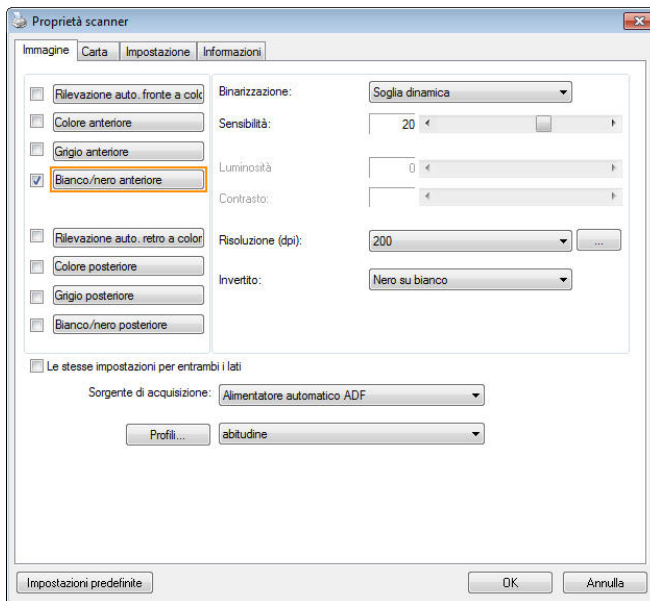 Proprietà scanner
Immagine Carta Impostazione Informazioni
Rilevazione auto. fronte a colo
Binarizzazione: Soglia dinamica
Colore anteriore
Sensibilità: 20
Grigio anteriore
Luminosità 0
Bianco/nero anteriore
Contrasto:
Rilevazione auto. retro a color
Risoluzione (dpi): 200 ...
Colore posteriore
Invertito: Nero su bianco
Grigio posteriore
Bianco/nero posteriore
Le stesse impostazioni per entrambi i lati
Sorgente di acquisizione: Alimentatore automatico ADF
Profili... abitudine
Impostazioni predefinite OK Annulla